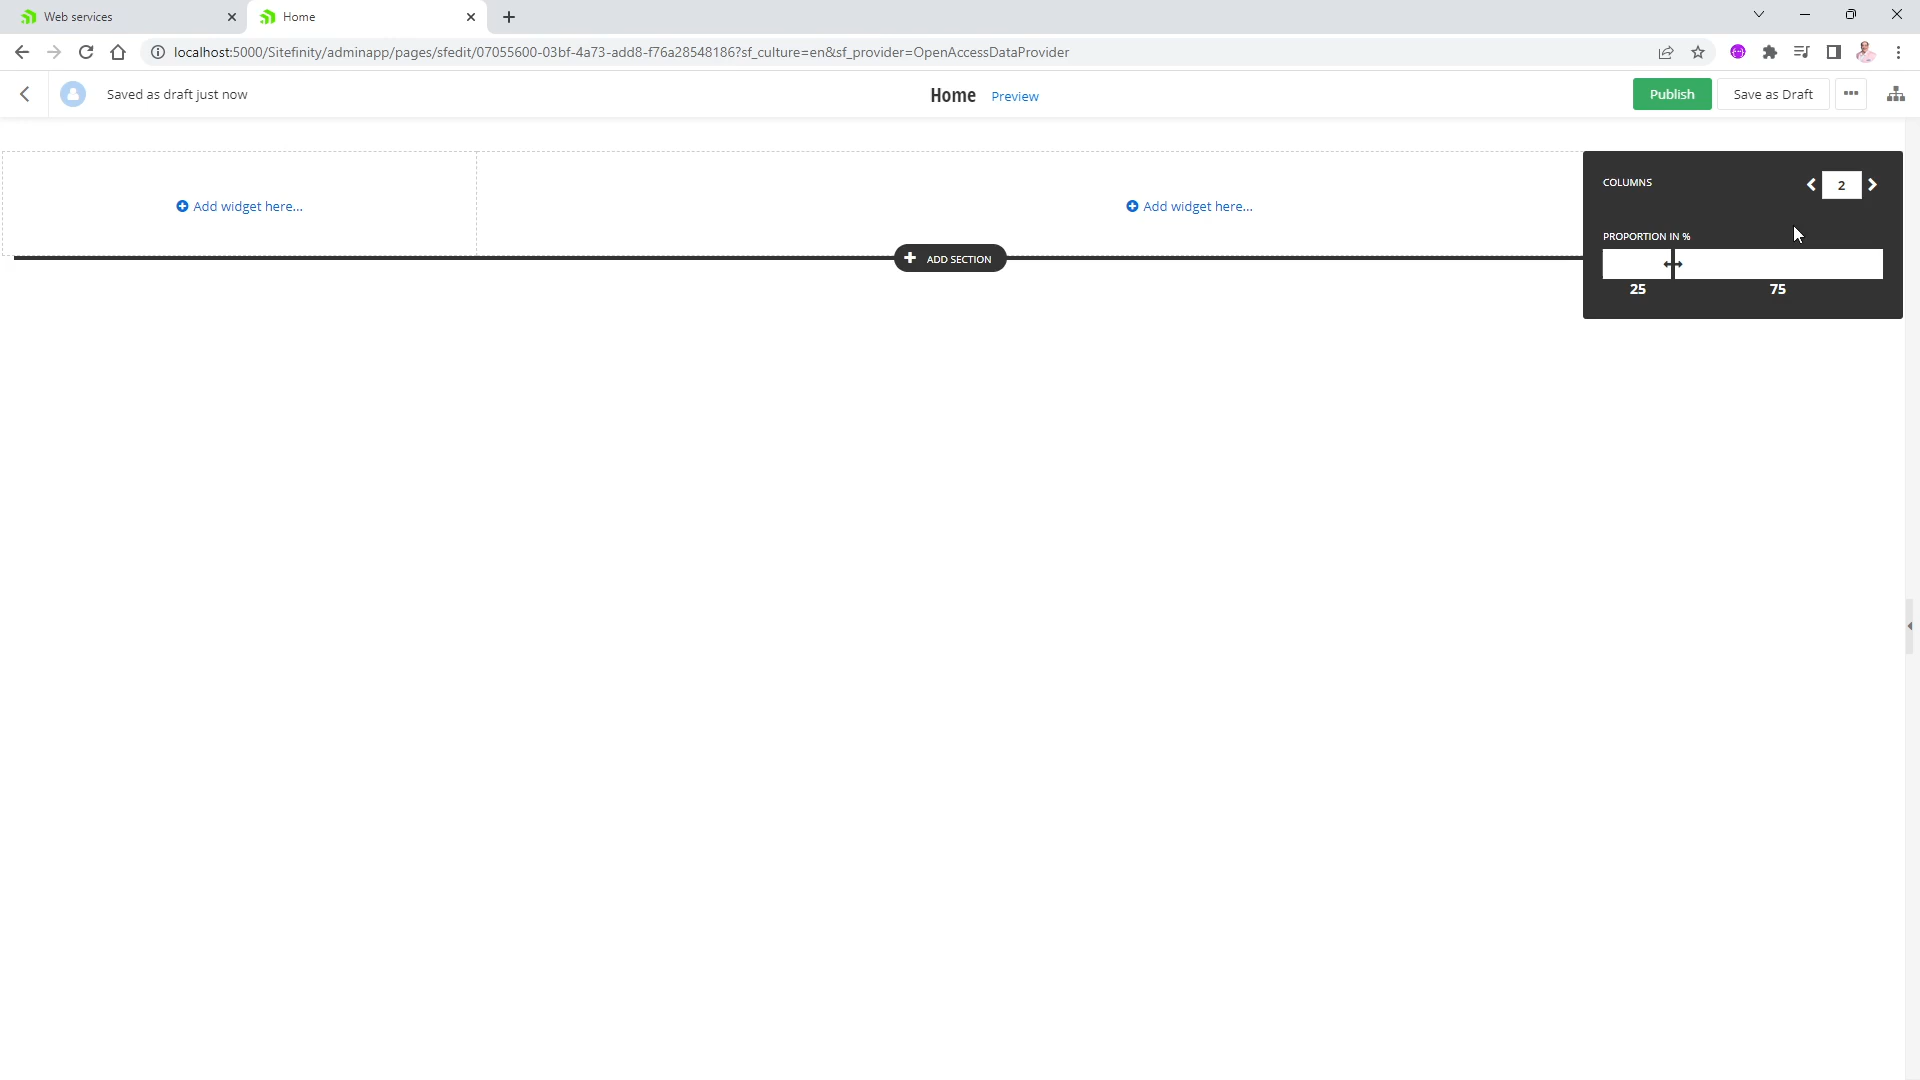 Web services
Home
localhost:5000/Sitefinity/adminapp/pages/sfedit/07055600-03bf-4a73-add8-f76a28548186?sf_culture=en&sf_provider=OpenAccessDataProvider
Saved as draft just now
Home Preview
Publish
Save as Draft
Add widget here...
Add widget here...
COLUMNS
2
PROPORTION IN %
25 75
ADD SECTION